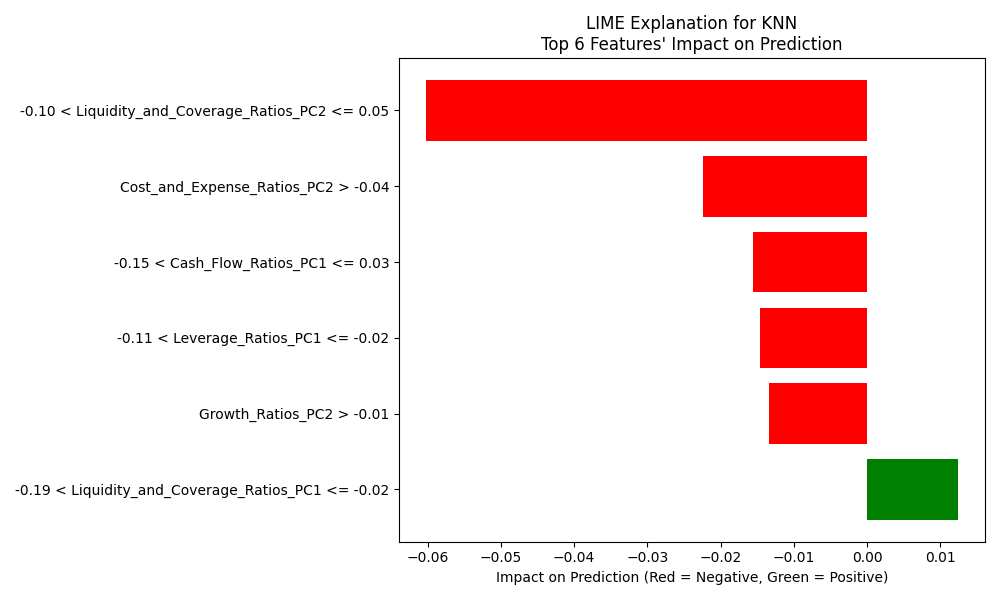 LIME Explanation for KNN
Top 6 Features' Impact on Prediction
-0.10 < Liquidity_and_Coverage_Ratios_PC2 <= 0.05
Cost_and_Expense_Ratios_PC2 > -0.04
-0.15 < Cash_Flow_Ratios_PC1 <= 0.03
-0.11 < Leverage_Ratios_PC1 <= -0.02
Growth_Ratios_PC2 > -0.01
-0.19 < Liquidity_and_Coverage_Ratios_PC1 <= -0.02
−0.06 −0.05 −0.04 −0.03 −0.02 −0.01 0.00 0.01
Impact on Prediction (Red = Negative, Green = Positive)